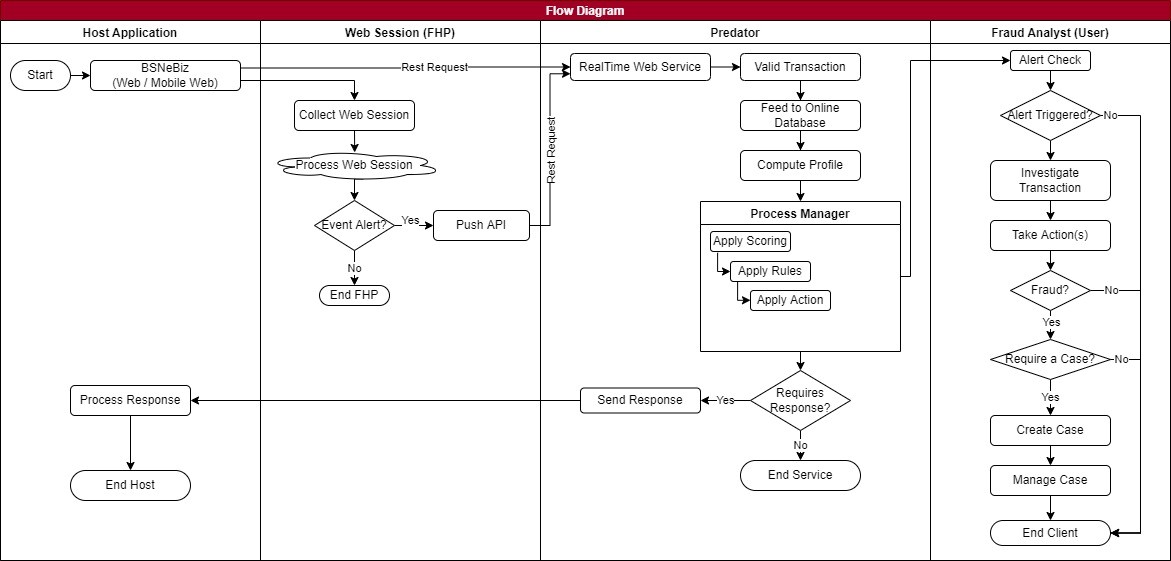 Flow Diagram
Host Application
Web Session (FHP)
Predator
Fraud Analyst (User)
Start
BSNeBiz
(Web / Mobile Web)
Rest Request
Collect Web Session
Process Web Session
Event Alert?
Yes
Push API
No
End FHP
Rest Request
RealTime Web Service
Valid Transaction
Feed to Online
Database
Compute Profile
Process Manager
Apply Scoring
Apply Rules
Apply Action
Requires
Response?
Yes
Send Response
No
End Service
Process Response
End Host
Alert Check
Alert Triggered?
No
Investigate
Transaction
Take Action(s)
Fraud?
No
Yes
Require a Case?
No
Yes
Create Case
Manage Case
End Client